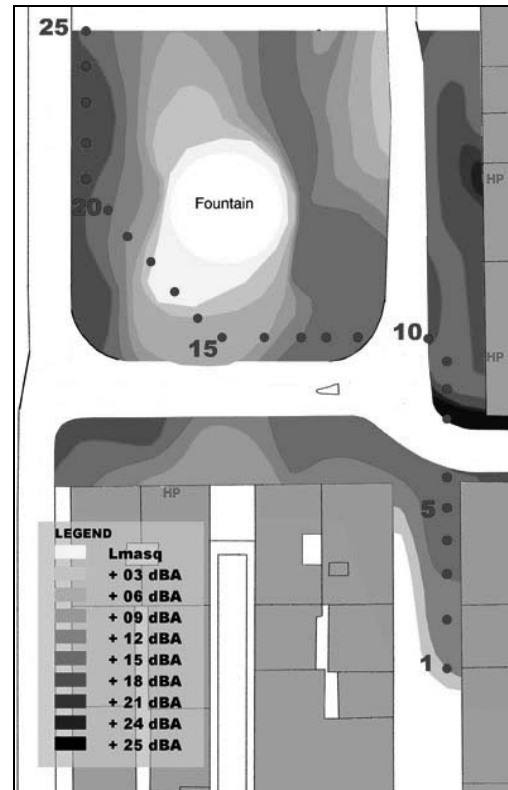 25
HP
20
Fountain
15
10
HP
5
HP
LEGEND
Lmasq
+ 03 dBA
+ 06 dBA
+ 09 dBA
+ 12 dBA
+ 15 dBA
+ 18 dBA
+ 21 dBA
+ 24 dBA
+ 25 dBA
1